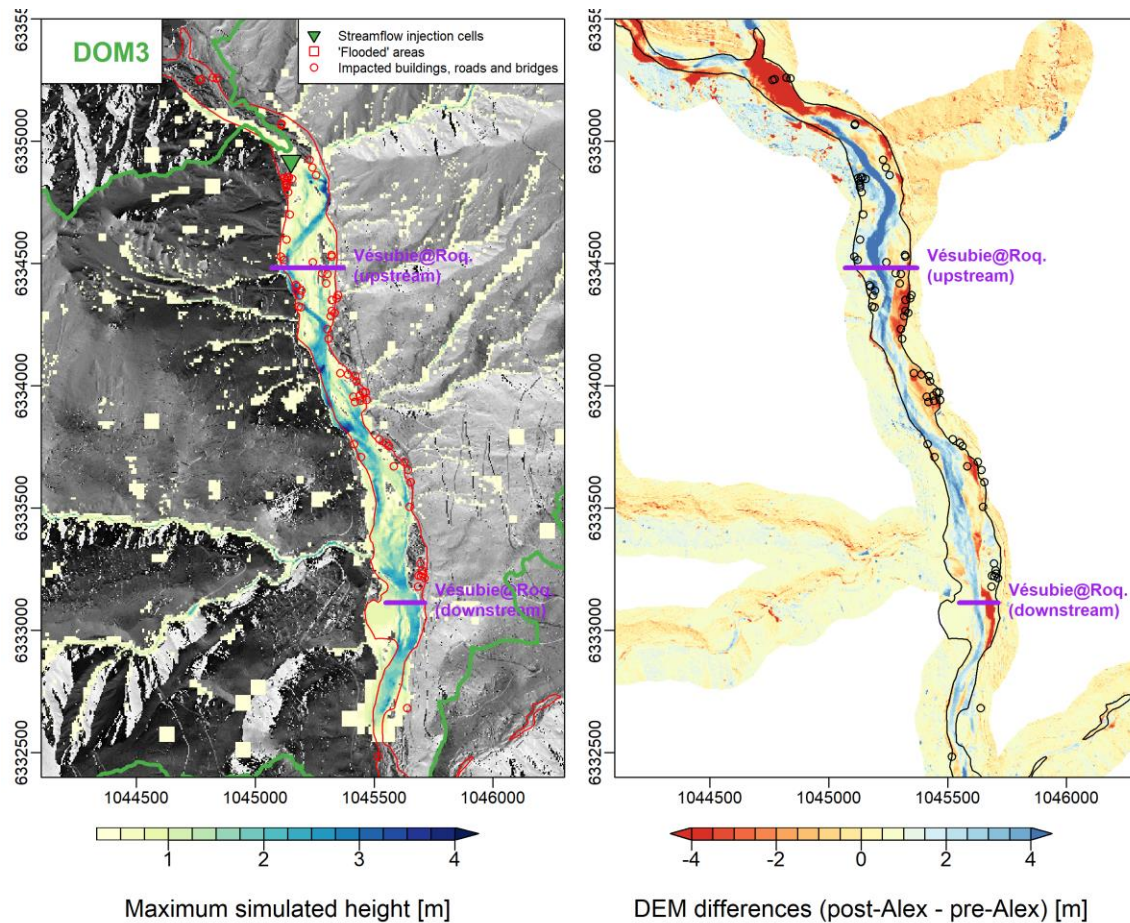 DOM3
Streamflow injection cells
'Flooded' areas
Impacted buildings, roads and bridges
63355
6335000
6334500
6334000
6333500
6333000
6332500
Vésubie@Roq.
(upstream)
Vésubie@Roq.
(downstream)
1044500
1045000
1045500
1046000
1
2
3
4
Maximum simulated height [m]
63355
6335000
6334500
6334000
6333500
6333000
6332500
Vésubie@Roq.
(upstream)
Vésubie@Roq.
(downstream)
1044500
1045000
1045500
1046000
-4
-2
0
2
4
DEM differences (post-Alex - pre-Alex) [m]